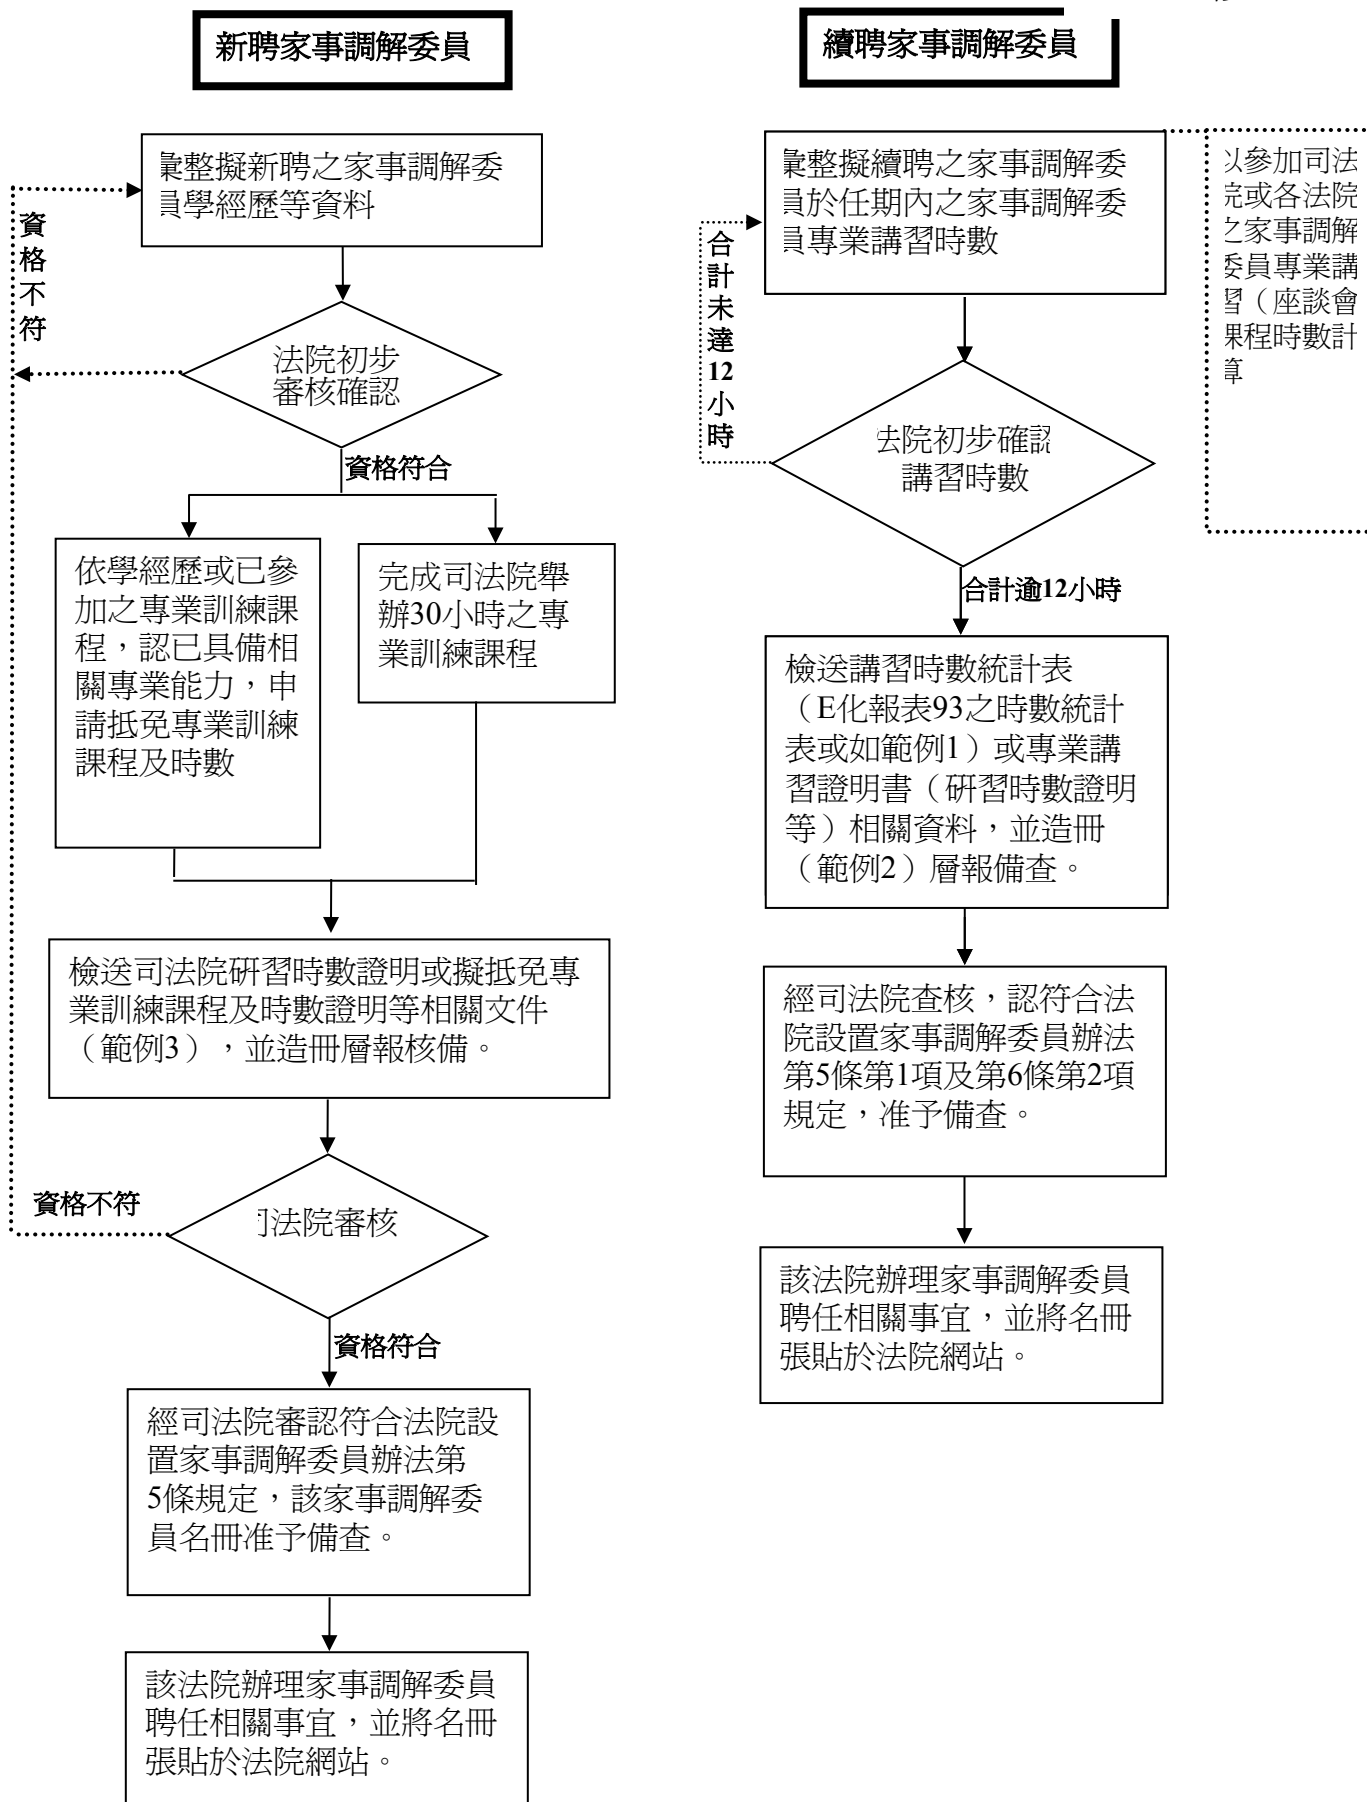 新聘家事調解委員
彙整擬新聘之家事調解委
員學經歷等資料
資
格
不
符
法院初步
審核確認
資格符合
依學經歷或已參
加之專業訓練課
程，認已具備相
關專業能力，申
請抵免專業訓練
課程及時數
完成司法院舉
辦30小時之專
業訓練課程
檢送司法院研習時數證明或擬抵免專
業訓練課程及時數證明等相關文件
（範例3），並造冊層報核備。
資格不符
司法院審核
資格符合
經司法院審認符合法院設
置家事調解委員辦法第
5條規定，該家事調解委
員名冊准予備查。
該法院辦理家事調解委員
聘任相關事宜，並將名冊
張貼於法院網站。
續聘家事調解委員
彙整擬續聘之家事調解委
員於任期內之家事調解委
員專業講習時數
以參加司法
院或各法院
之家事調解
委員專業講
習（座談會
課程時數計
算
合
計
未
達
12
小
時
法院初步確認
講習時數
合計逾12小時
檢送講習時數統計表
（E化報表93之時數統計
表或如範例1）或專業講
習證明書（研習時數證明
等）相關資料，並造冊
（範例2）層報備查。
經司法院查核，認符合法
院設置家事調解委員辦法
第5條第1項及第6條第2項
規定，准予備查。
該法院辦理家事調解委員
聘任相關事宜，並將名冊
張貼於法院網站。